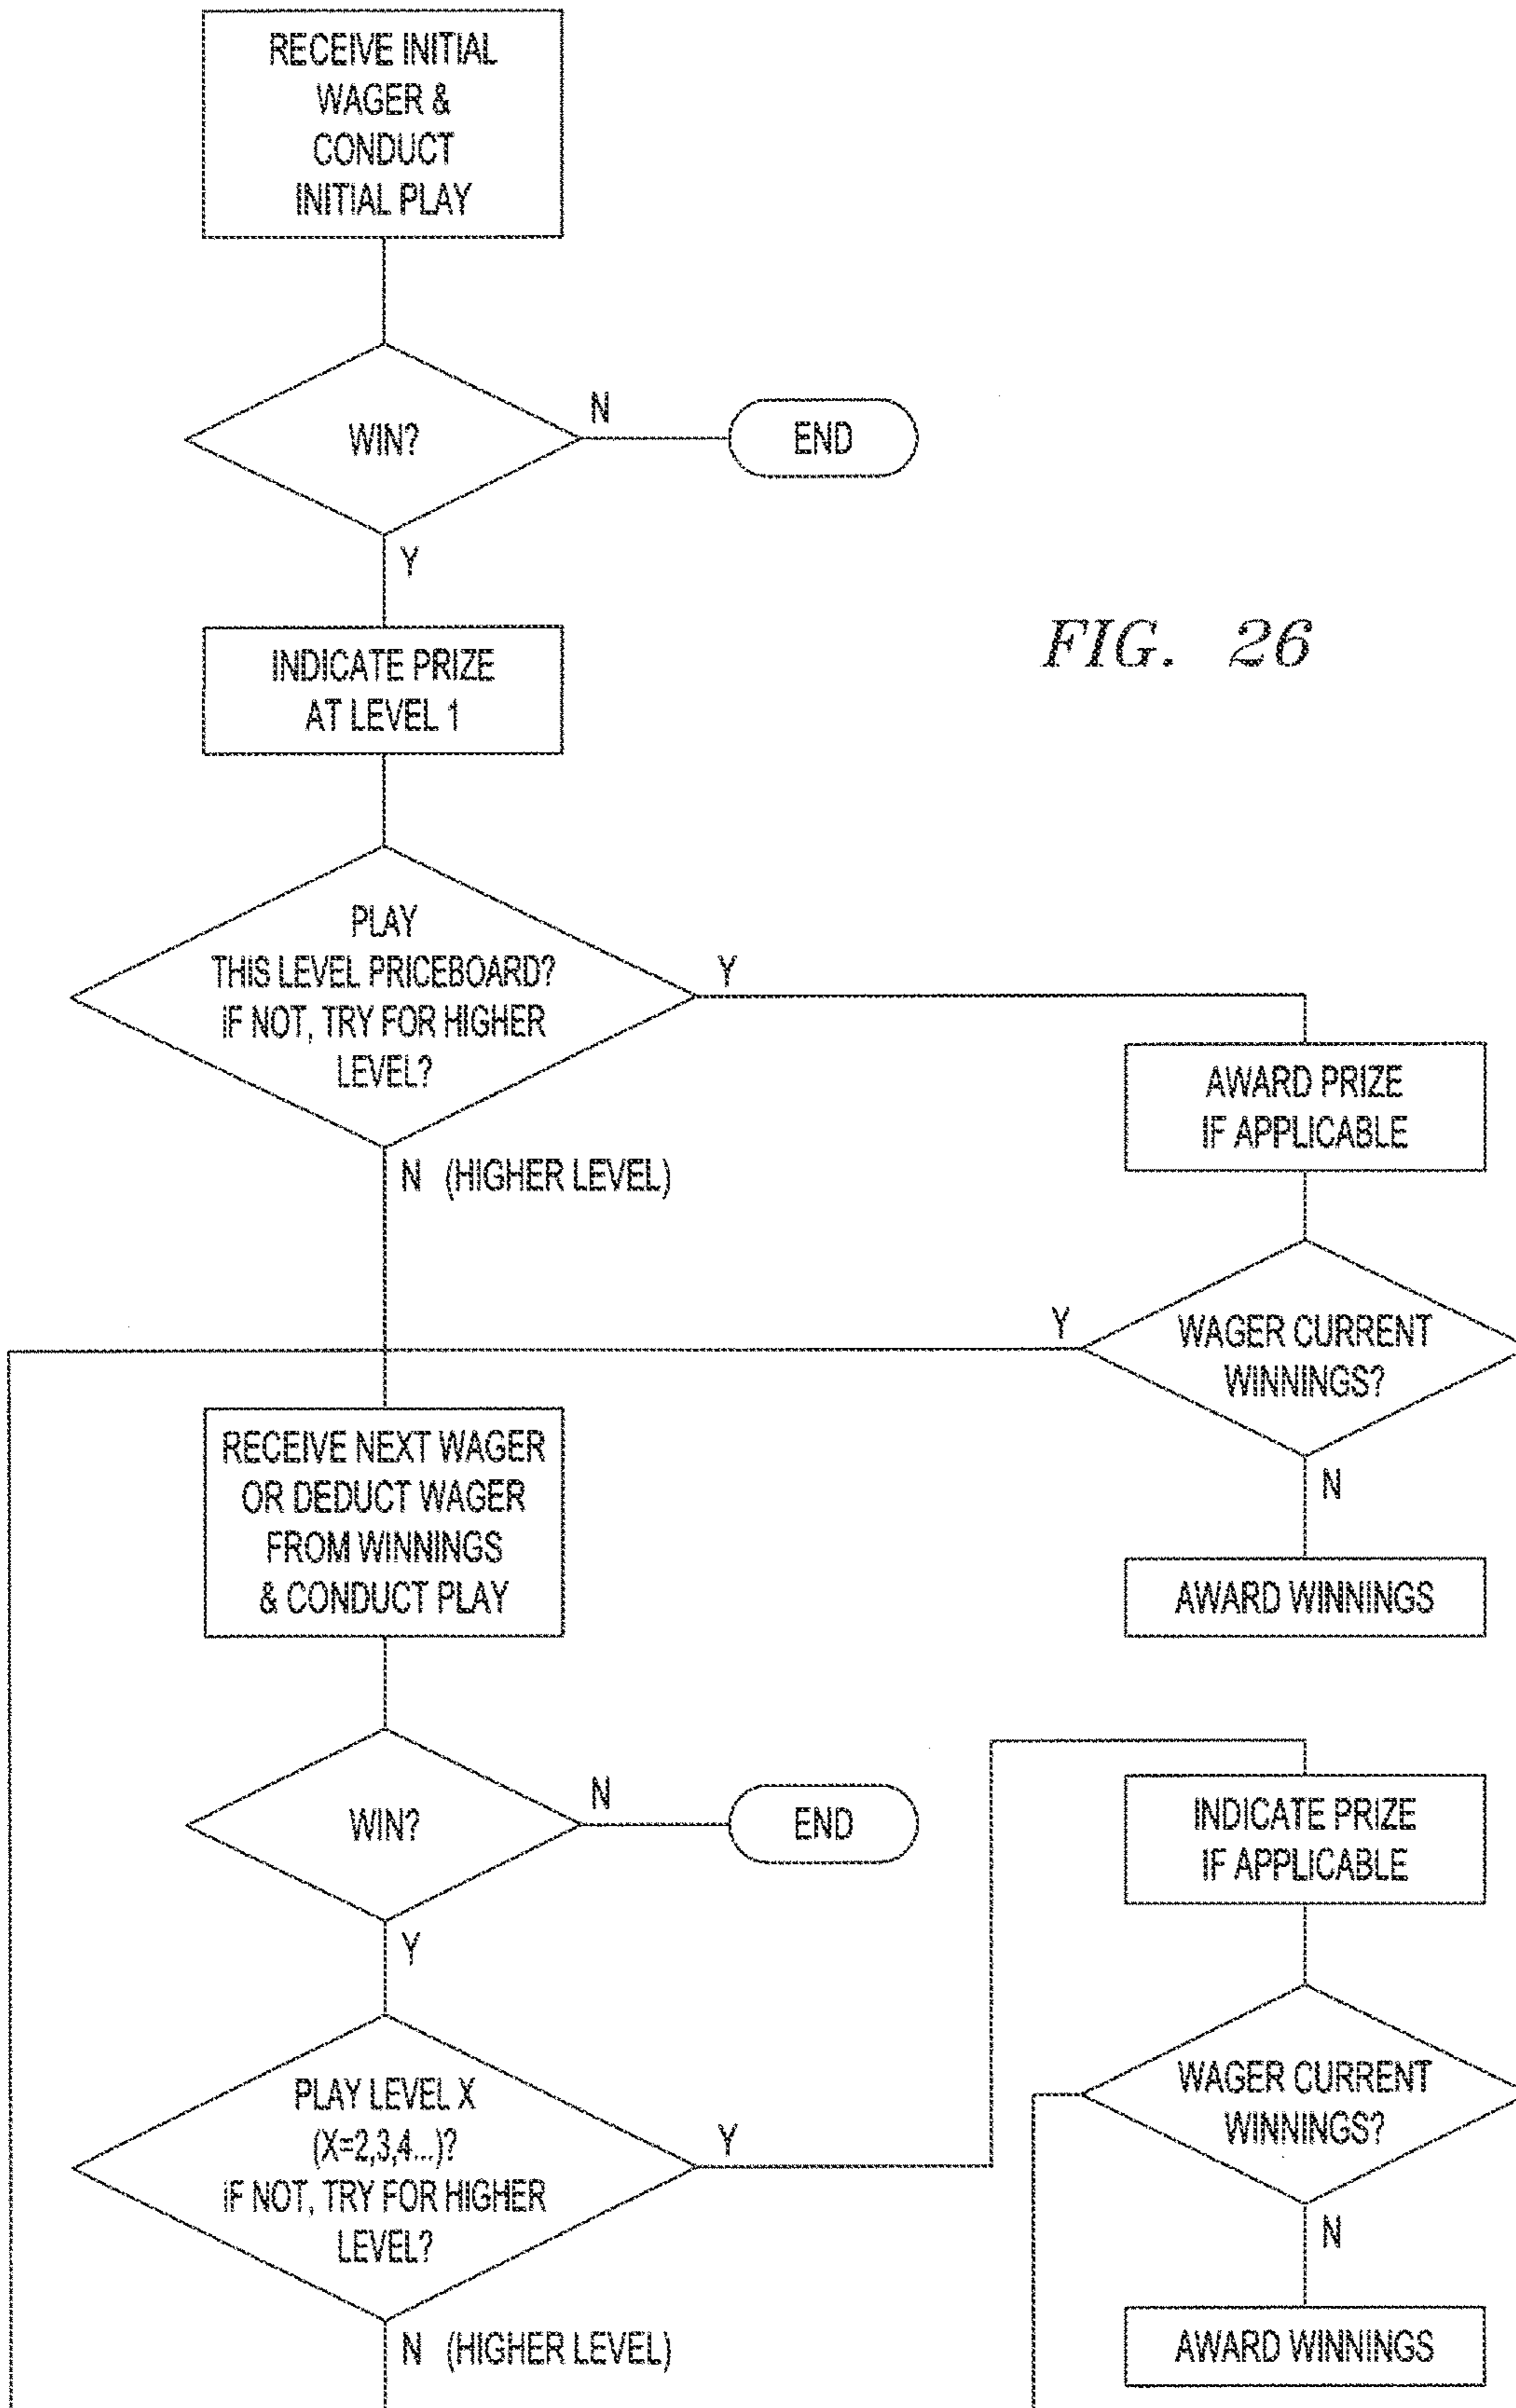 RECEIVE INITIAL
WAGER &
CONDUCT
INITIAL PLAY
WIN?
N
END
Y
INDICATE PRIZE
AT LEVEL 1
FIG. 26
PLAY
THIS LEVEL PRICEBOARD?
IF NOT, TRY FOR HIGHER
LEVEL?
Y
N (HIGHER LEVEL)
AWARD PRIZE
IF APPLICABLE
WAGER CURRENT
WINNINGS?
Y
N
AWARD WINNINGS
RECEIVE NEXT WAGER
OR DEDUCT WAGER
FROM WINNINGS
& CONDUCT PLAY
WIN?
N
END
Y
PLAY LEVEL X
(X=2,3,4...)?
IF NOT, TRY FOR HIGHER
LEVEL?
Y
N (HIGHER LEVEL)
INDICATE PRIZE
IF APPLICABLE
WAGER CURRENT
WINNINGS?
N
AWARD WINNINGS